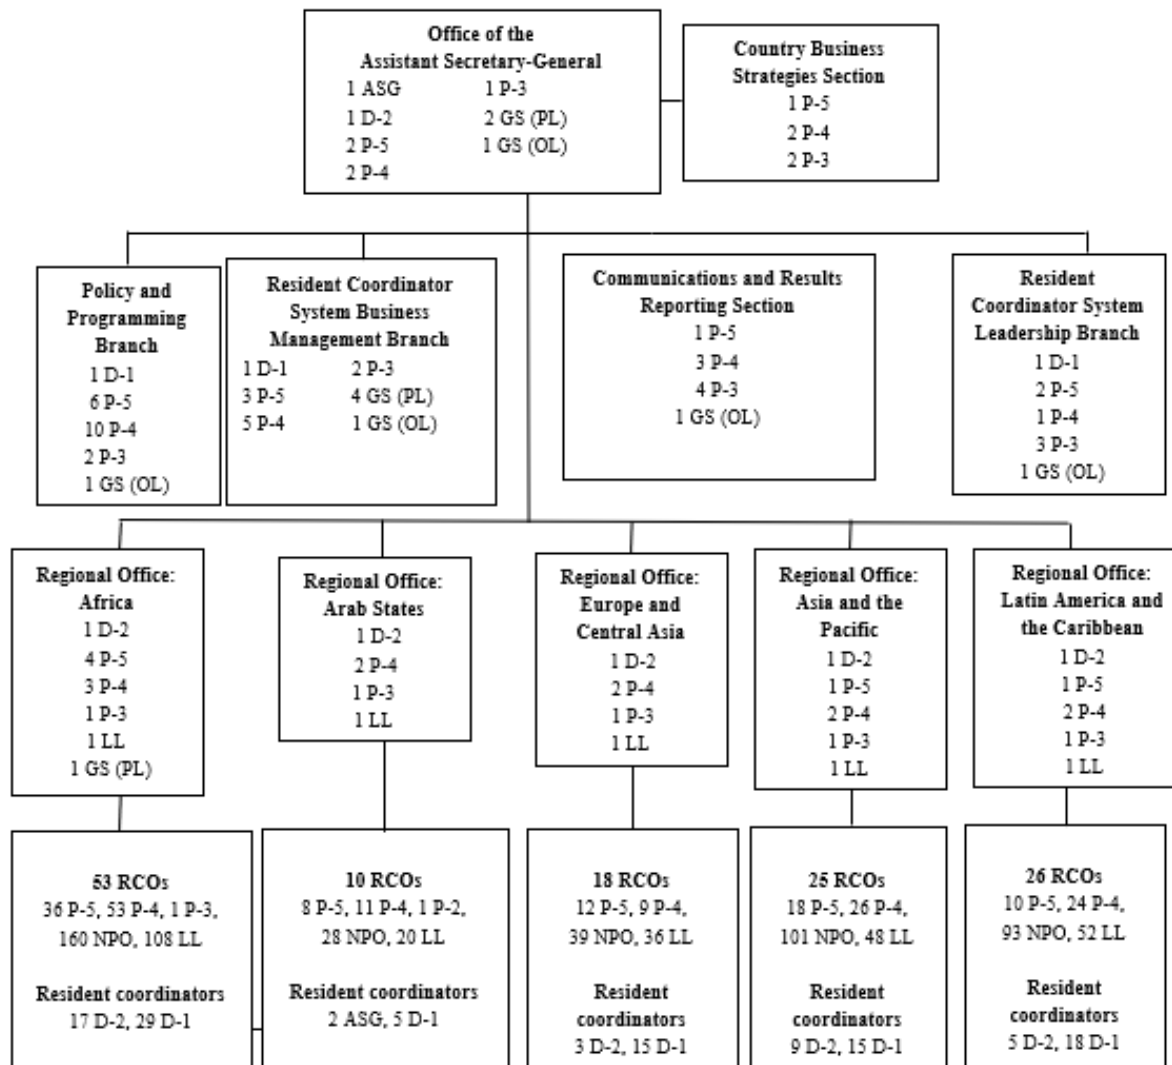 Office of the
Assistant Secretary-General
1 ASG
1 D-2
2 P-5
2 P-4
1 P-3
2 GS (PL)
1 GS (OL)
Country Business
Strategies Section
1 P-5
2 P-4
2 P-3
Policy and
Programming
Branch
1 D-1
6 P-5
10 P-4
2 P-3
1 GS (OL)
Resident Coordinator
System Business
Management Branch
1 D-1
3 P-5
5 P-4
2 P-3
4 GS (PL)
1 GS (OL)
Communications and Results
Reporting Section
1 P-5
3 P-4
4 P-3
1 GS (OL)
Resident
Coordinator System
Leadership Branch
1 D-1
2 P-5
1 P-4
3 P-3
1 GS (OL)
Regional Office:
Africa
1 D-2
4 P-5
3 P-4
1 P-3
1 LL
1 GS (PL)
Regional Office:
Arab States
1 D-2
2 P-4
1 P-3
1 LL
Regional Office:
Europe and
Central Asia
1 D-2
2 P-4
1 P-3
1 LL
Regional Office:
Asia and the
Pacific
1 D-2
1 P-5
2 P-4
1 P-3
1 LL
Regional Office:
Latin America and
the Caribbean
1 D-2
1 P-5
2 P-4
1 P-3
1 LL
53 RCOs
36 P-5, 53 P-4, 1 P-3,
160 NPO, 108 LL
Resident coordinators
17 D-2, 29 D-1
10 RCOs
8 P-5, 11 P-4, 1 P-2,
28 NPO, 20 LL
Resident coordinators
2 ASG, 5 D-1
18 RCOs
12 P-5, 9 P-4,
39 NPO, 36 LL
Resident
coordinators
3 D-2, 15 D-1
25 RCOs
18 P-5, 26 P-4,
101 NPO, 48 LL
Resident
coordinators
9 D-2, 15 D-1
26 RCOs
10 P-5, 24 P-4,
93 NPO, 52 LL
Resident
coordinators
5 D-2, 18 D-1